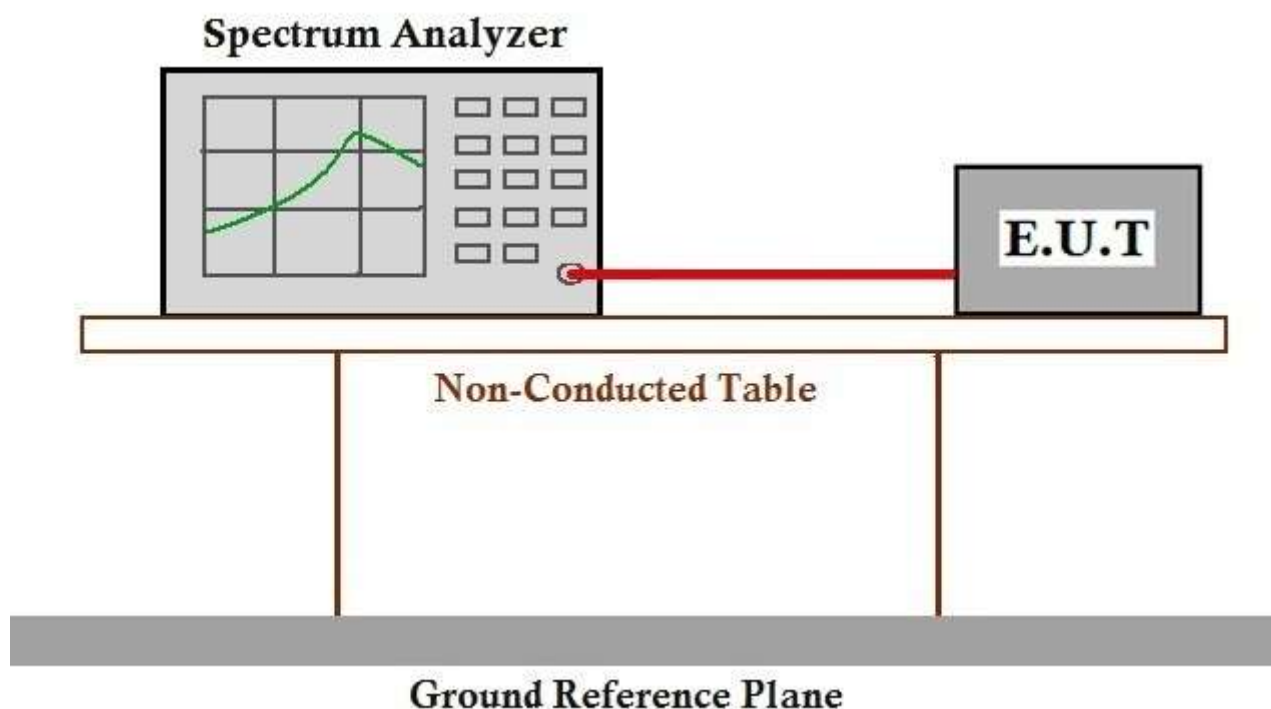 Spectrum Analyzer
E.U.T
Non-Conducted Table
Ground Reference Plane